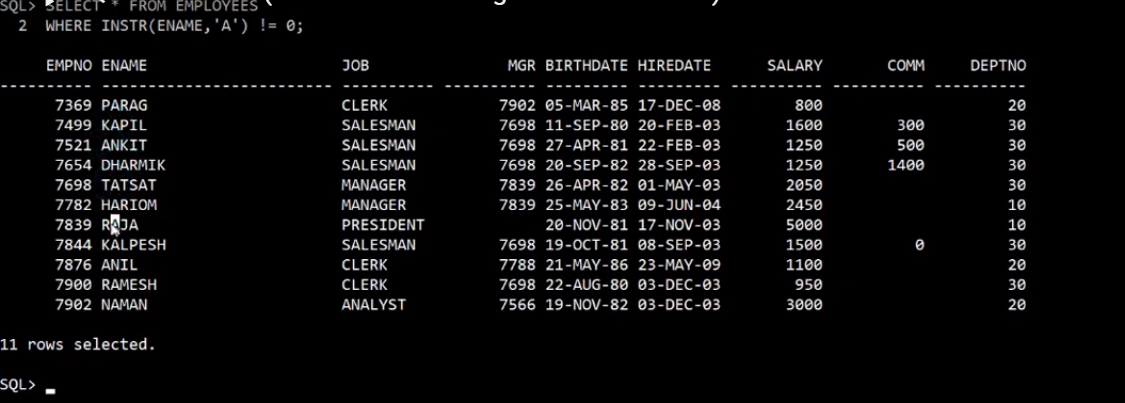 SQL> SELECT * FROM EMPLOYEES
2 WHERE INSTR(ENAME,'A') != 0;
EMPNO ENAME JOB MGR BIRTHDATE HIREDATE SALARY COMM DEPTNO
---------- ------------------------- ---------- ---------- --------- --------- ---------- ---------- ----------
7369 PARAG CLERK 7902 05-MAR-85 17-DEC-08 800 20
7499 KAPIL SALESMAN 7698 11-SEP-80 20-FEB-03 1600 300 30
7521 ANKIT SALESMAN 7698 27-APR-81 22-FEB-03 1250 500 30
7654 DHARMIK SALESMAN 7698 20-SEP-82 28-SEP-03 1250 1400 30
7698 TATSAT MANAGER 7839 26-APR-82 01-MAY-03 2050 30
7782 HARIOM MANAGER 7839 25-MAY-83 09-JUN-04 2450 10
7839 RAJA PRESIDENT 20-NOV-81 17-NOV-03 5000 10
7844 KALPESH SALESMAN 7698 19-OCT-81 08-SEP-03 1500 0 30
7876 ANIL CLERK 7788 21-MAY-86 23-MAY-09 1100 20
7900 RAMESH CLERK 7698 22-AUG-80 03-DEC-03 950 30
7902 NAMAN ANALYST 7566 19-NOV-82 03-DEC-03 3000 20
11 rows selected.
SQL> _